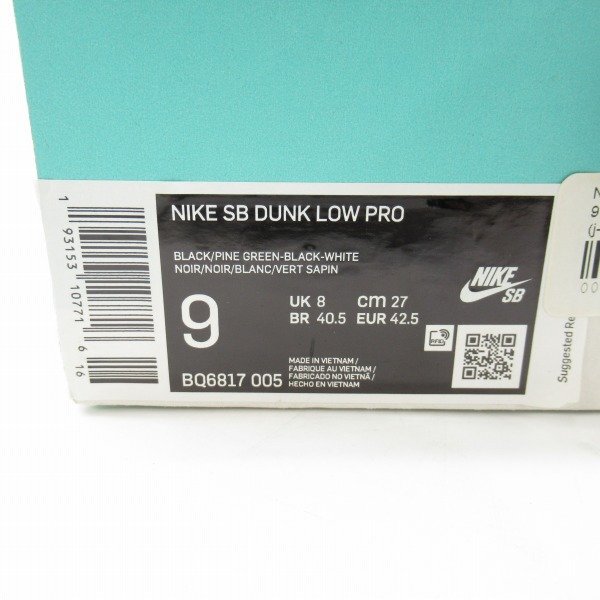 NIKE SB DUNK LOW PRO
BLACK/PINE GREEN-BLACK-WHITE
NOIR/NOIR/BLANC/VERT SAPIN
9
UK 8 cm 27
BR 40.5 EUR 42.5
BQ6817 005
MADE IN VIETNAM/
FABRIQUE AU VIETNAM/
FABRICADO NO VIETNÃ/
HECHO EN VIETNAM
NIKE
SB
1 93153 10771 6 16
Suggested Re
N
9
00